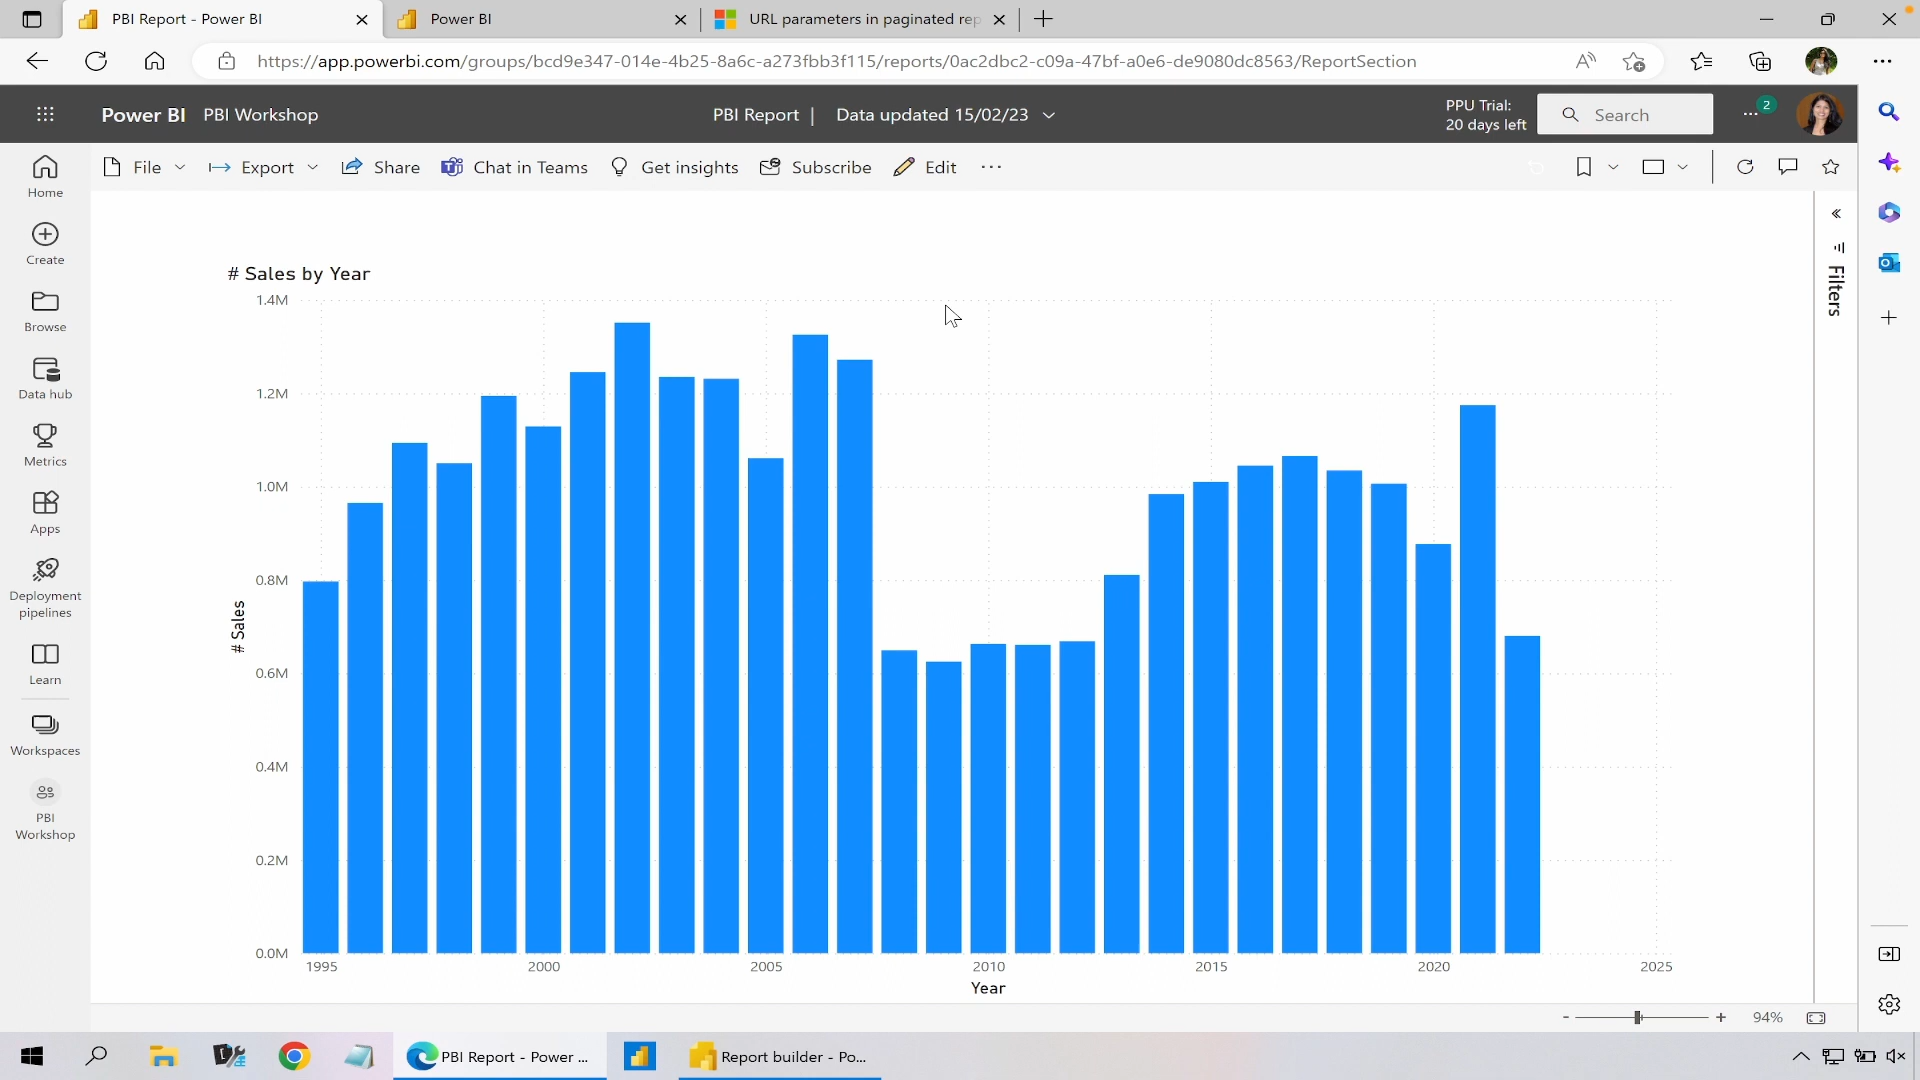 PBI Report - Power BI
Power BI
URL parameters in paginated rep
https://app.powerbi.com/groups/bcd9e347-014e-4b25-8a6c-a273fbb3f115/reports/0ac2dbc2-c09a-47bf-a0e6-de9080dc8563/ReportSection
Power BI PBI Workshop
PBI Report | Data updated 15/02/23
PPU Trial:
20 days left
Search
2
File
Export
Share
Chat in Teams
Get insights
Subscribe
Edit
Home
Create
Browse
Data hub
Metrics
Apps
Deployment
pipelines
Learn
Workspaces
PBI
Workshop
# Sales by Year
1.4M
1.2M
1.0M
0.8M
0.6M
0.4M
0.2M
0.0M
# Sales
1995 2000 2005 2010 2015 2020 2025
Year
Filters
- + 94%
PBI Report - Power ...
Report builder - Po...